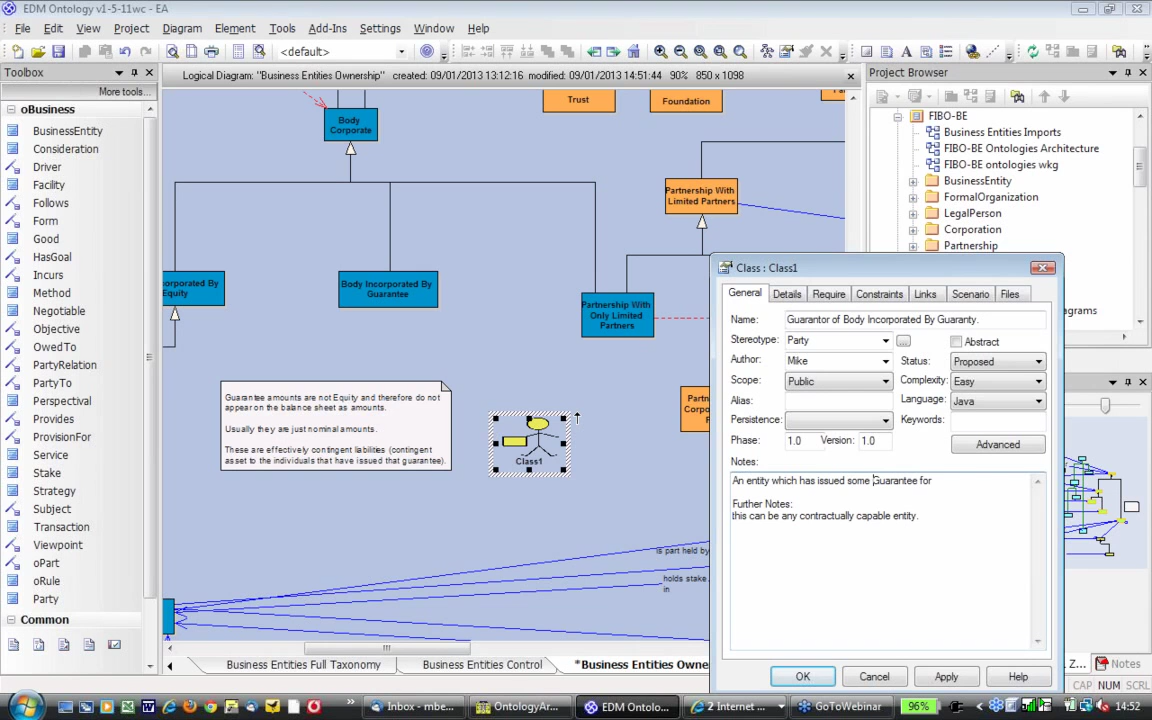 EDM Ontology v1-5-11wc - EA
File Edit View Project Diagram Element Tools Add-Ins Settings Window Help
<default>
Toolbox
More tools...
oBusiness
BusinessEntity
Consideration
Driver
Facility
Follows
Form
Good
HasGoal
Incurs
Method
Negotiable
Objective
OwedTo
PartyRelation
PartyTo
Perspectival
Provides
ProvisionFor
Service
Stake
Strategy
Subject
Transaction
Viewpoint
oPart
oRule
Party
Common
Logical Diagram: "Business Entities Ownership" created: 09/01/2013 13:12:16 modified: 09/01/2013 14:51:44 90% 850 x 1098
Trust
Foundation
Body
Corporate
Partnership With
Limited Partners
orporated By
Equity
Body Incorporated By
Guarantee
Partnership With
Only Limited
Partners
Guarantee amounts are not Equity and therefore do not
appear on the balance sheet as amounts.
Usually they are just nominal amounts.
These are effectively contingent liabilities (contingent
asset to the individuals that have issued that guarantee).
Class1
Partn
Corpo
is part held by
holds stake
in
Business Entities Full Taxonomy
Business Entities Control
*Business Entities Owne
Project Browser
FIBO-BE
Business Entities Imports
FIBO-BE Ontologies Architecture
FIBO-BE ontologies wkg
BusinessEntity
FormalOrganization
LegalPerson
Corporation
Partnership
agrams
Class : Class1
General Details Require Constraints Links Scenario Files
Name: Guarantor of Body Incorporated By Guaranty.
Stereotype: Party ... Abstract
Author: Mike Status: Proposed
Scope: Public Complexity: Easy
Alias: Language: Java
Persistence: Keywords:
Phase: 1.0 Version: 1.0 Advanced
Notes:
An entity which has issued some Guarantee for
Further Notes:
this can be any contractually capable entity.
OK Cancel Apply Help
Z... Notes
CAP NUM SCRL
Inbox - mbe... OntologyAr... EDM Ontolo... 2 Internet ... GoToWebinar 96% 14:52